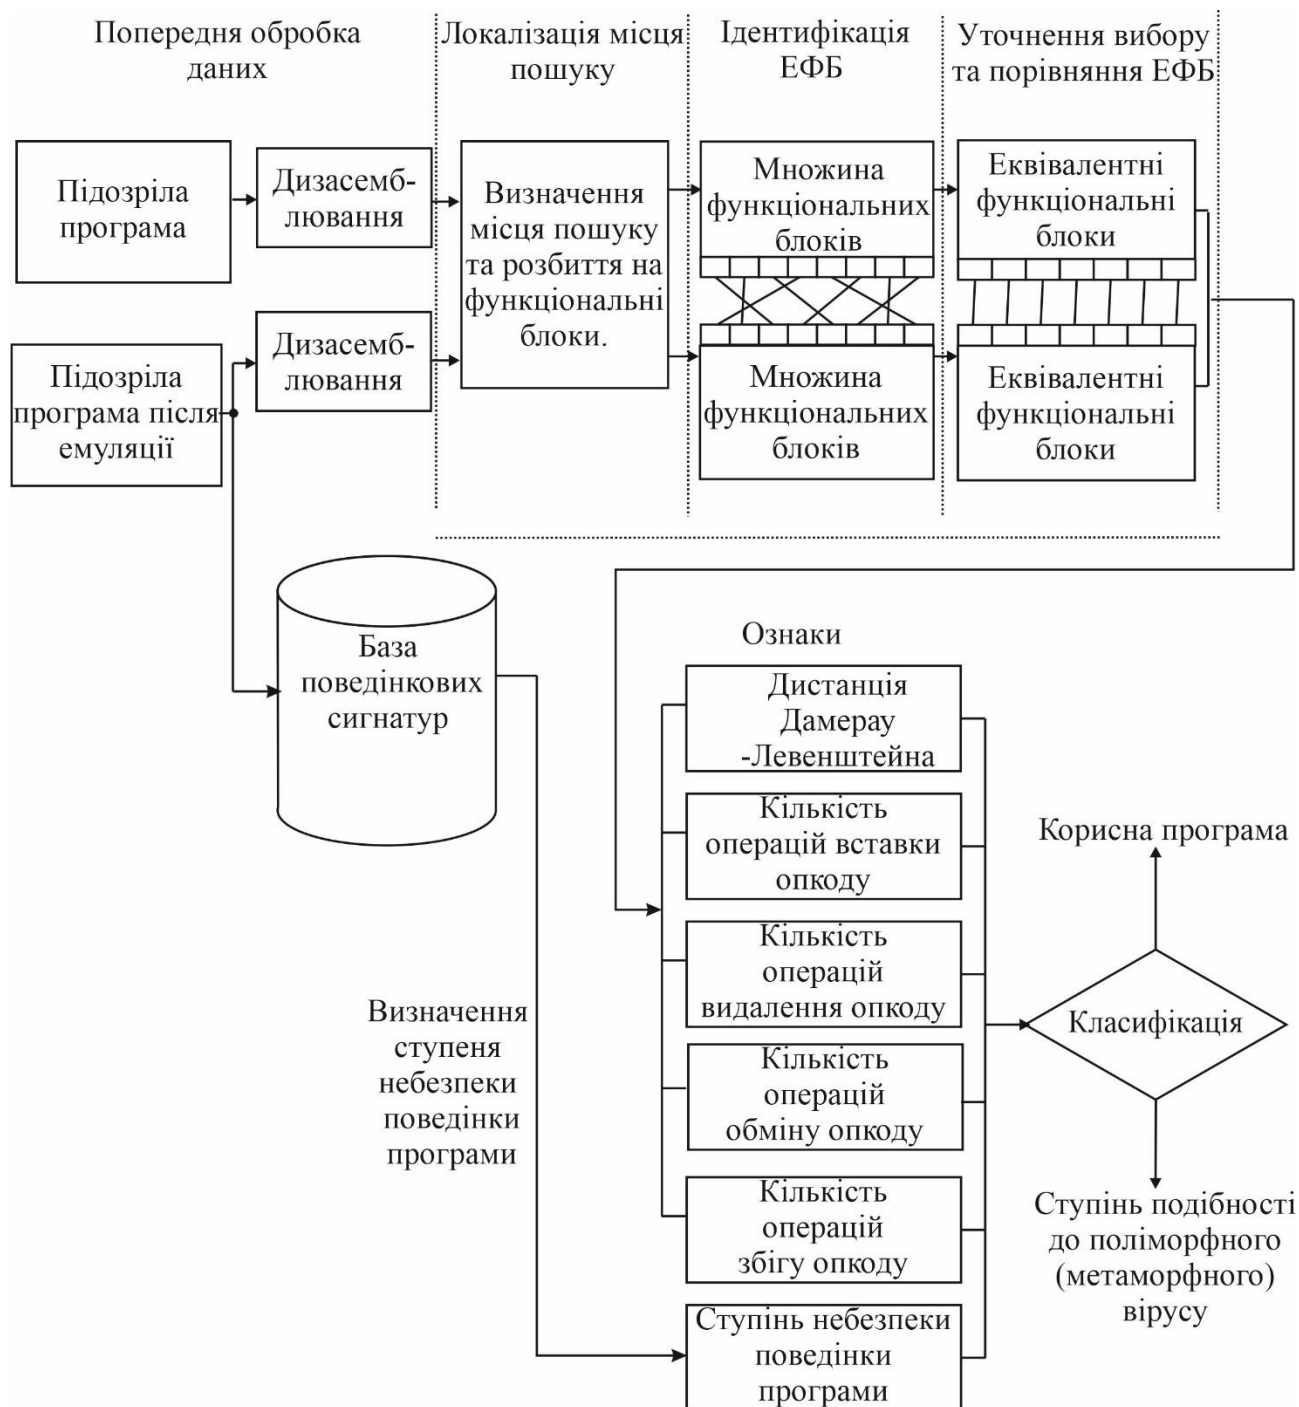 Попередня обробка
даних
Локалізація місця
пошуку
Ідентифікація
ЕФБ
Уточнення вибору
та порівняння ЕФБ
Підозріла
програма
Дизасемб-
лювання
Визначення
місця пошуку
та розбиття на
функціональні
блоки.
Множина
функціональних
блоків
Еквівалентні
функціональні
блоки
Підозріла
програма після
емуляції
Дизасемб-
лювання
Множина
функціональних
блоків
Еквівалентні
функціональні
блоки
База
поведінкових
сигнатур
Визначення
ступеня
небезпеки
поведінки
програми
Ознаки
Дистанція
Дамерау
-Левенштейна
Кількість
операцій вставки
опкоду
Кількість
операцій
видалення опкоду
Кількість
операцій
обміну опкоду
Кількість
операцій
збігу опкоду
Ступінь небезпеки
поведінки
програми
Корисна програма
Класифікація
Ступінь подібності
до поліморфного
(метаморфного)
вірусу